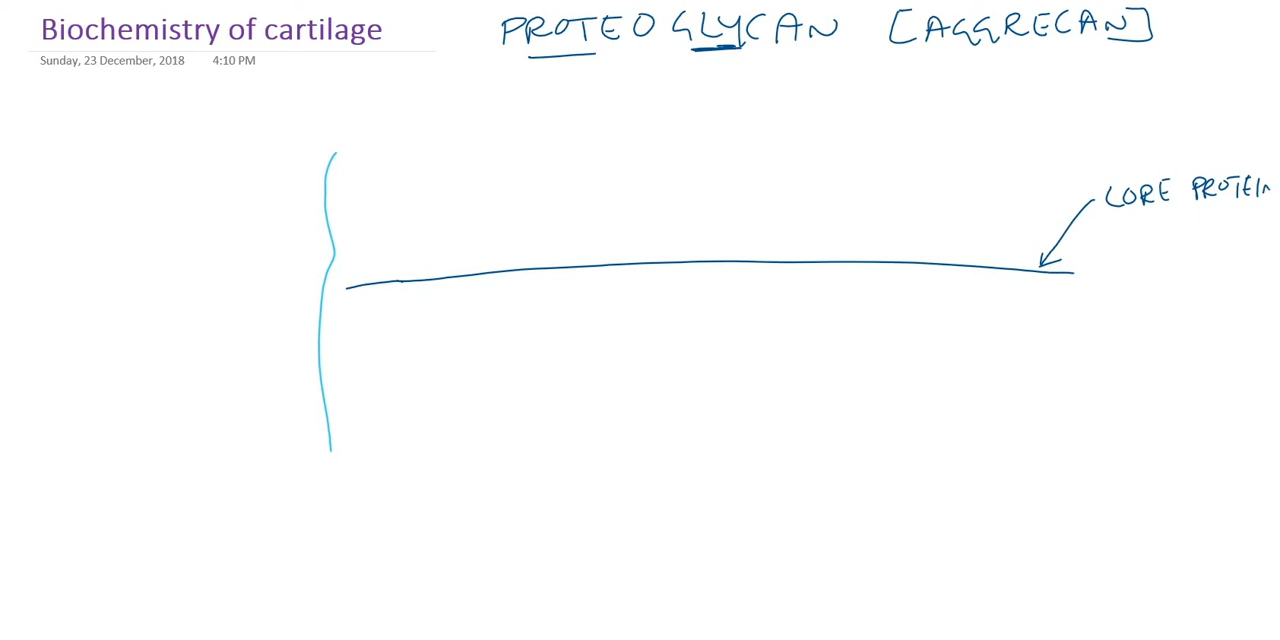 Biochemistry of cartilage
PROTEOGLYCAN [AGGRECAN]
Sunday, 23 December, 2018 4:10 PM
CORE PROTEIN